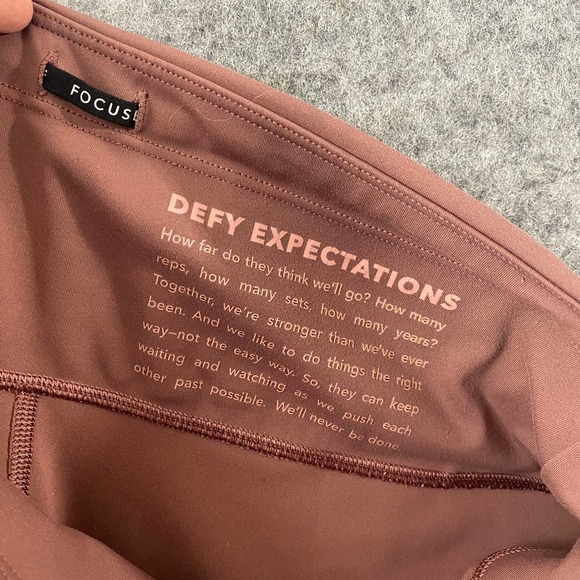 FOCUS
DEFY EXPECTATIONS
How far do they think we'll go? How many
reps, how many sets, how many years?
Together, we're stronger than we've ever
been. And we like to do things the right
way—not the easy way. So, they can keep
waiting and watching as we push each
other past possible. We'll never be done